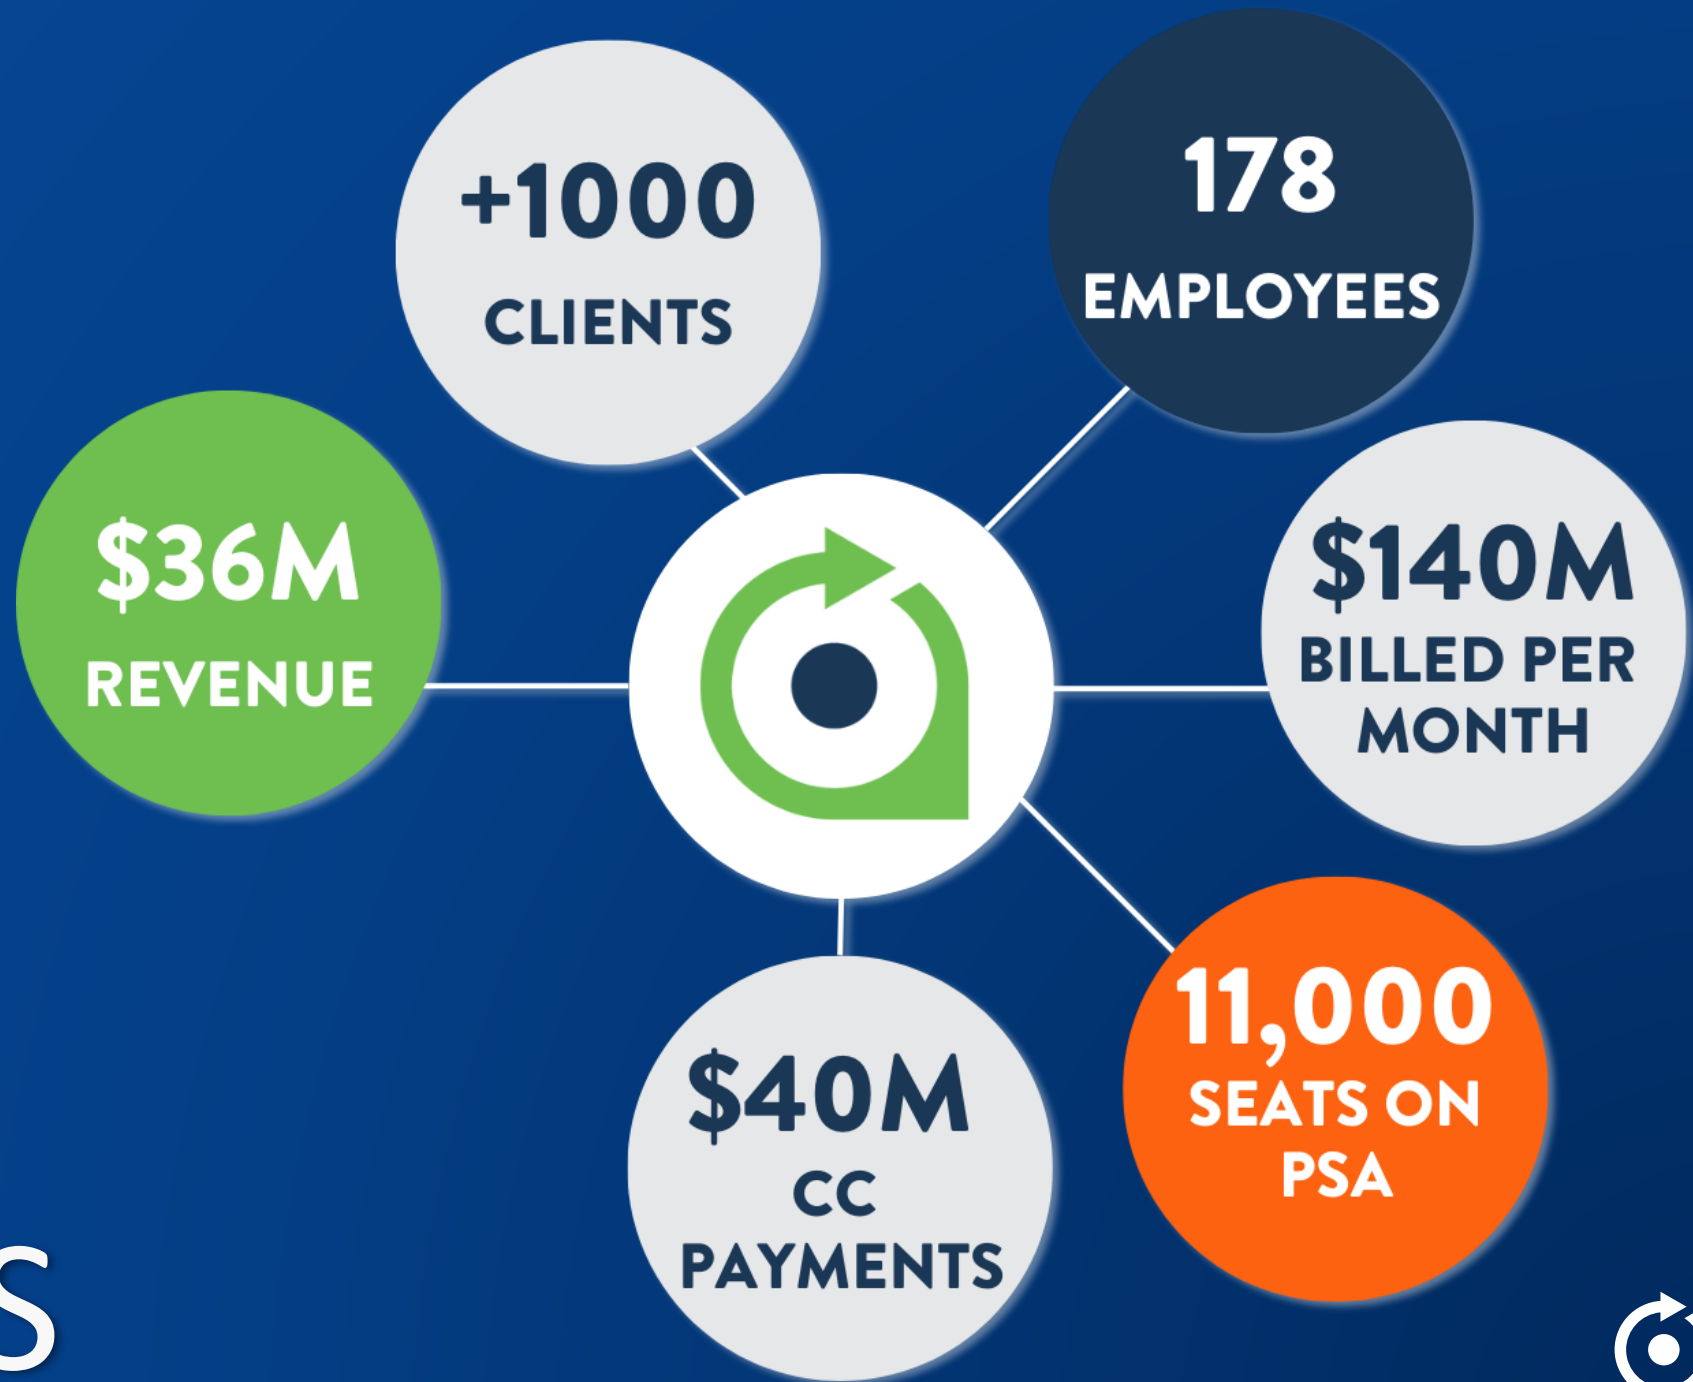 +1000
CLIENTS
178
EMPLOYEES
$36M
REVENUE
$140M
BILLED PER
MONTH
11,000
SEATS ON
PSA
$40M
CC
PAYMENTS
S